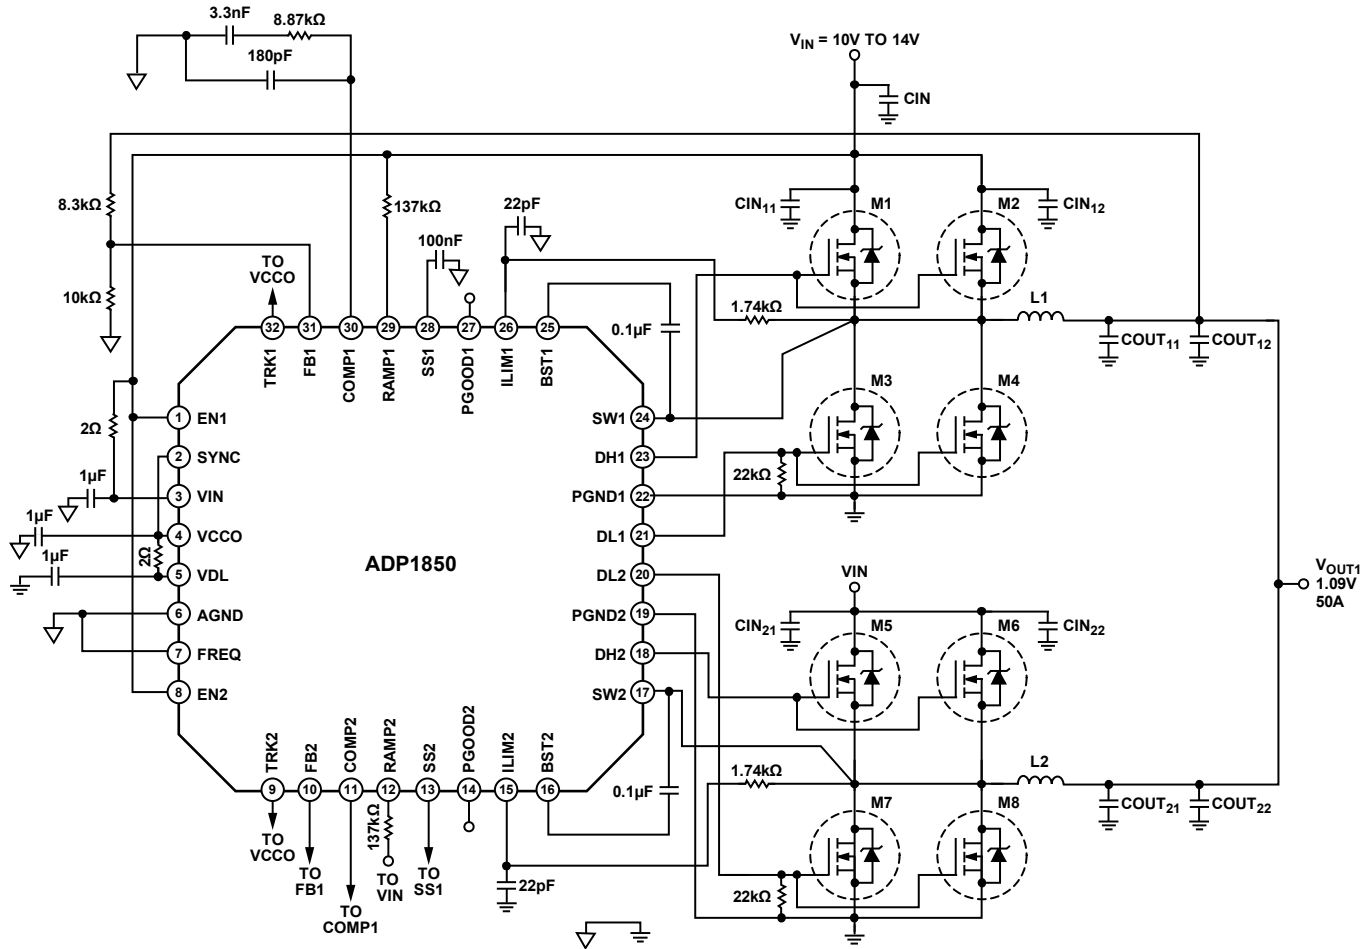 3.3nF
8.87kΩ
180pF
V_IN = 10V TO 14V
CIN
8.3kΩ
137kΩ
22pF
CIN11
M1
M2
CIN12
100nF
TO
VCCO
10kΩ
1.74kΩ
L1
0.1µF
COUT11
COUT12
32
31
30
29
28
27
26
25
TRK1
FB1
COMP1
RAMP1
SS1
PGOOD1
ILIM1
BST1
M3
M4
2Ω
1 EN1
SW1 24
2 SYNC
DH1 23
1µF
22kΩ
3 VIN
PGND1 22
1µF
4 VCCO
DL1 21
1µF
2Ω
ADP1850
5 VDL
DL2 20
VIN
VOUT1
1.09V
50A
6 AGND
PGND2 19
CIN21
M5
M6
CIN22
7 FREQ
DH2 18
8 EN2
SW2 17
TRK2
FB2
COMP2
RAMP2
SS2
PGOOD2
ILIM2
BST2
9
10
11
12
13
14
15
16
1.74kΩ
L2
0.1µF
M7
M8
COUT21
COUT22
137kΩ
TO
VCCO
TO
FB1
TO
COMP1
TO
VIN
TO
SS1
22pF
22kΩ